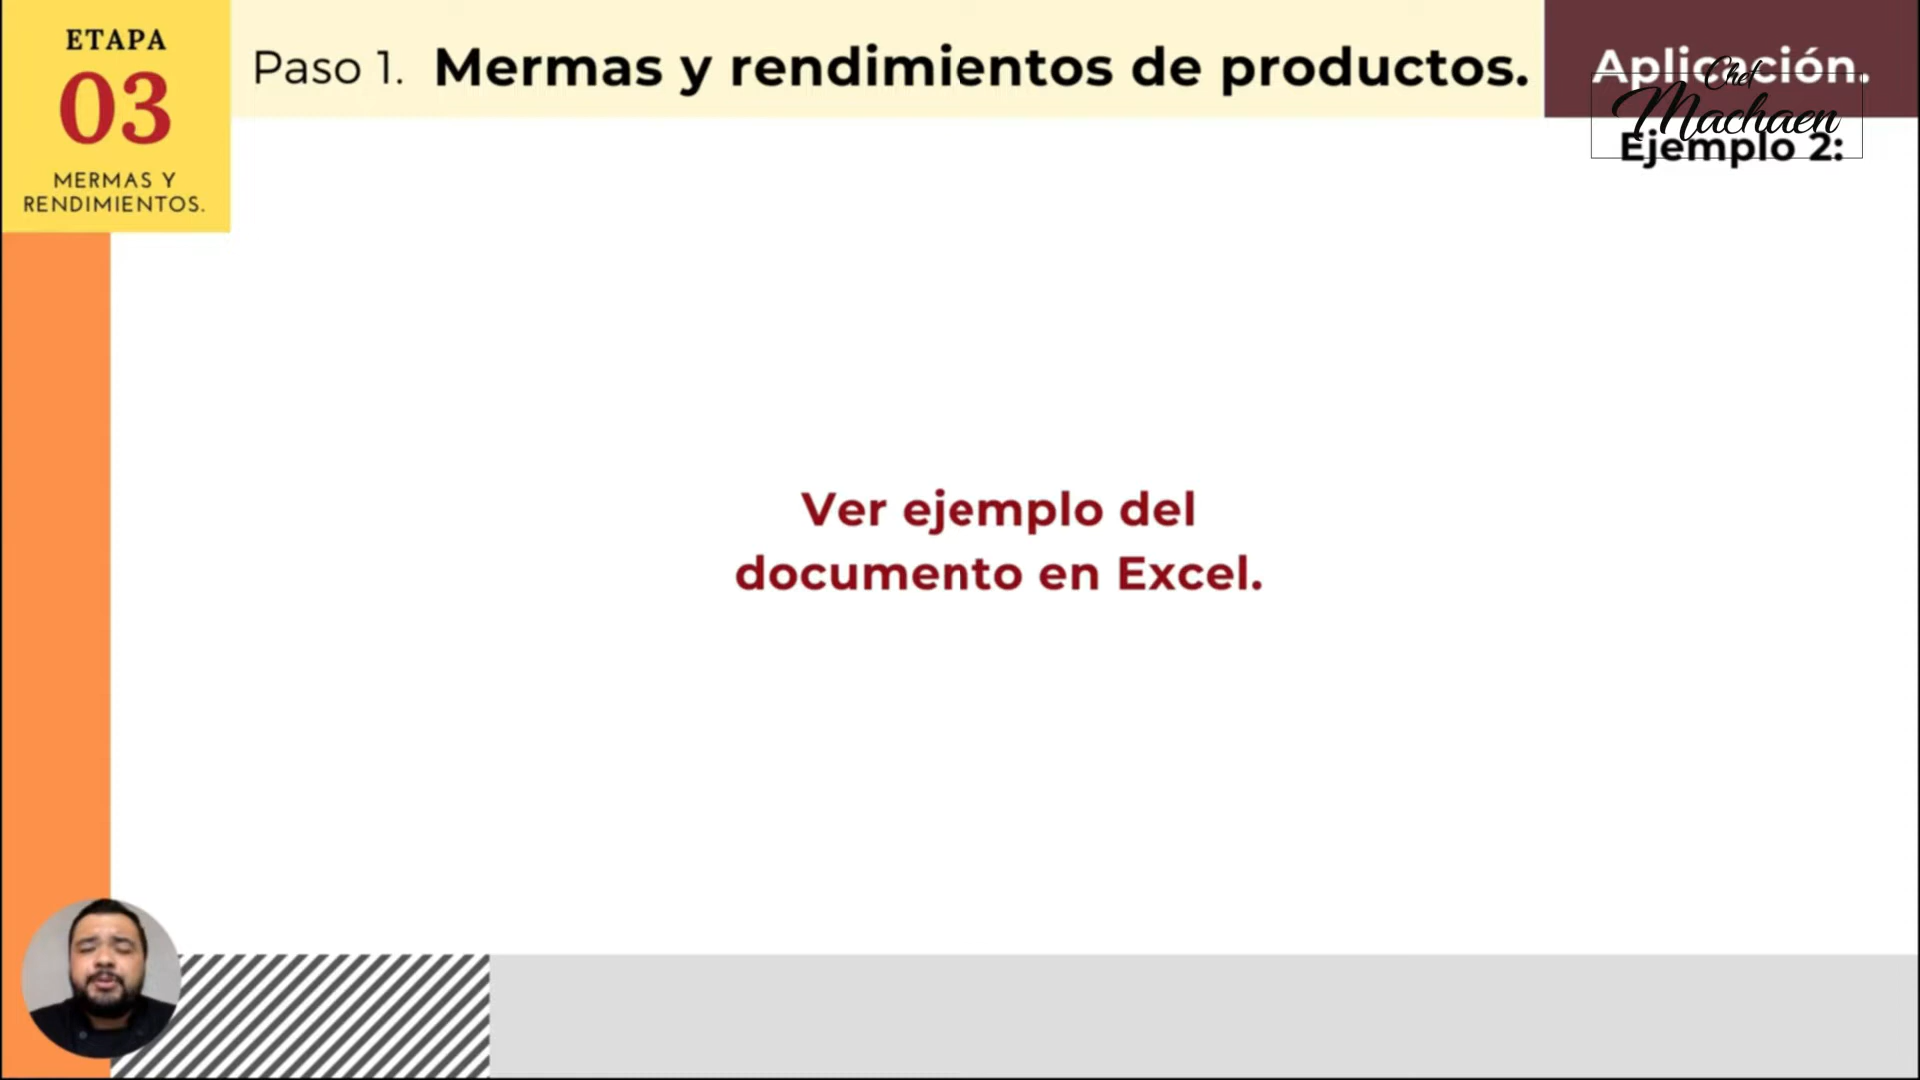 ETAPA
03
MERMAS Y
RENDIMIENTOS.
Paso 1. Mermas y rendimientos de productos.
Aplicación.
Chef
Machaen
Ejemplo 2:
Ver ejemplo del
documento en Excel.